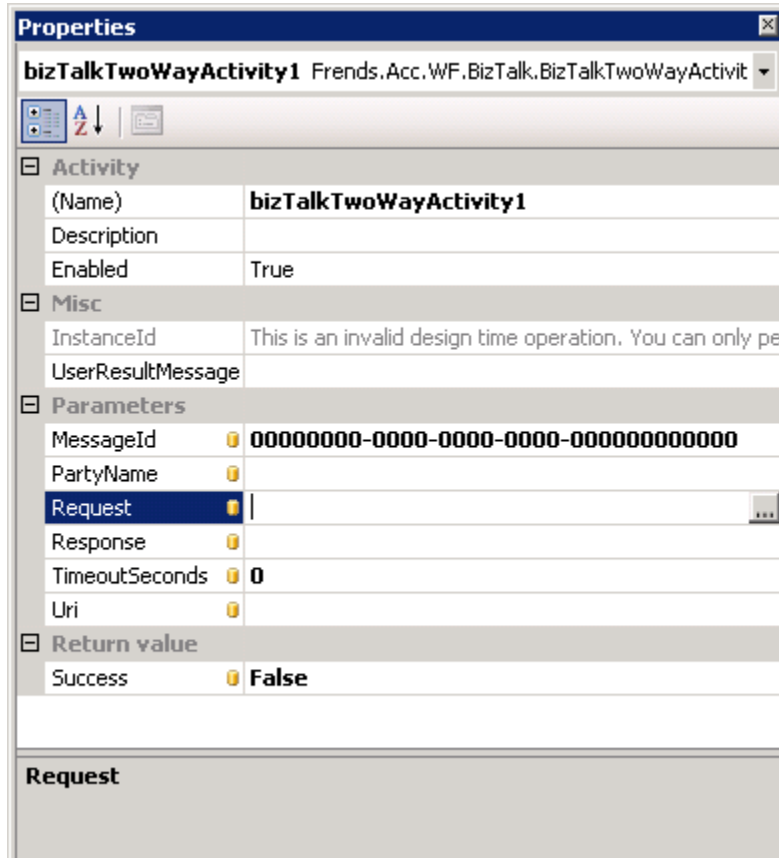 Properties
bizTalkTwoWayActivity1 Frends.Acc.WF.BizTalk.BizTalkTwoWayActivit
Activity
(Name) bizTalkTwoWayActivity1
Description
Enabled True
Misc
InstanceId This is an invalid design time operation. You can only pe
UserResultMessage
Parameters
MessageId 00000000-0000-0000-0000-000000000000
PartyName
Request ...
Response
TimeoutSeconds 0
Uri
Return value
Success False
Request